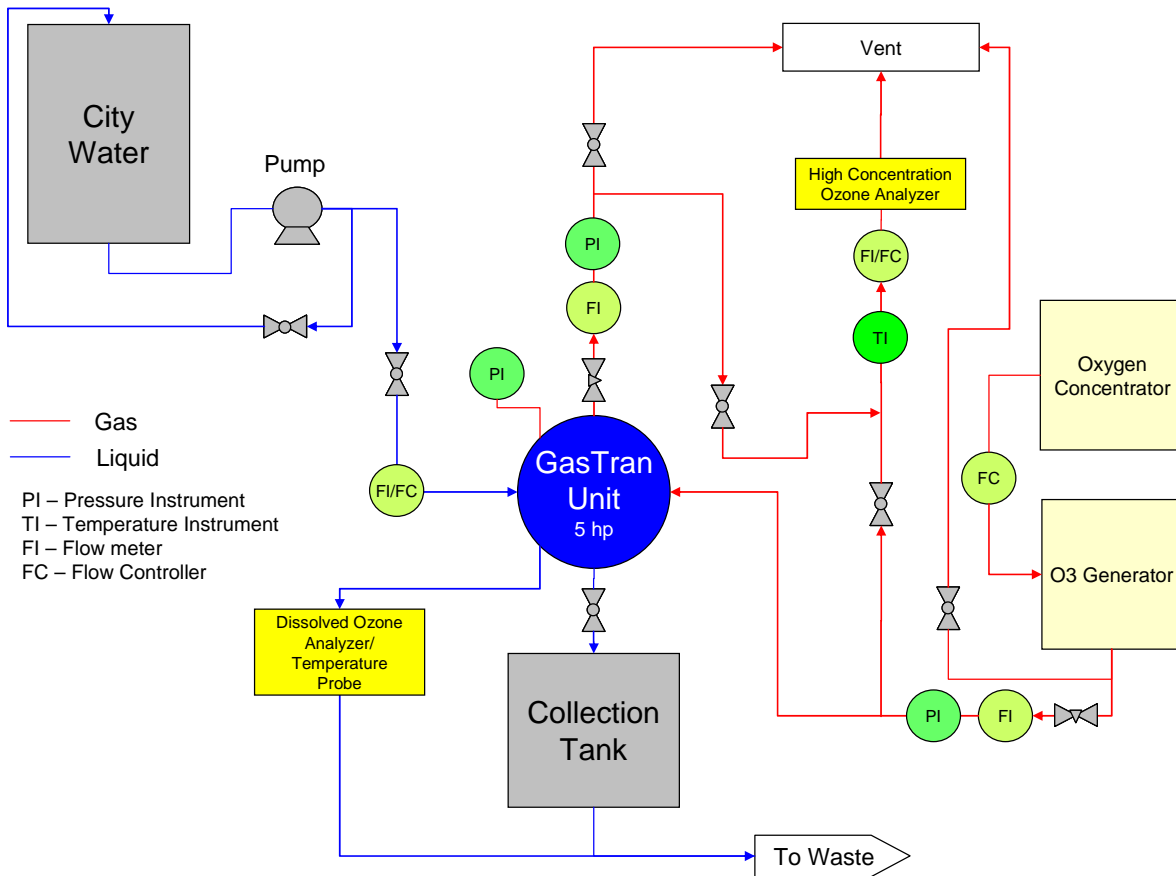 City
Water
Pump
Vent
High Concentration
Ozone Analyzer
PI
FI/FC
FI
TI
PI
Oxygen
Concentrator
Gas
Liquid
PI – Pressure Instrument
TI – Temperature Instrument
FI – Flow meter
FC – Flow Controller
FI/FC
GasTran
Unit
5 hp
FC
O3 Generator
Dissolved Ozone
Analyzer/
Temperature
Probe
PI
FI
Collection
Tank
To Waste